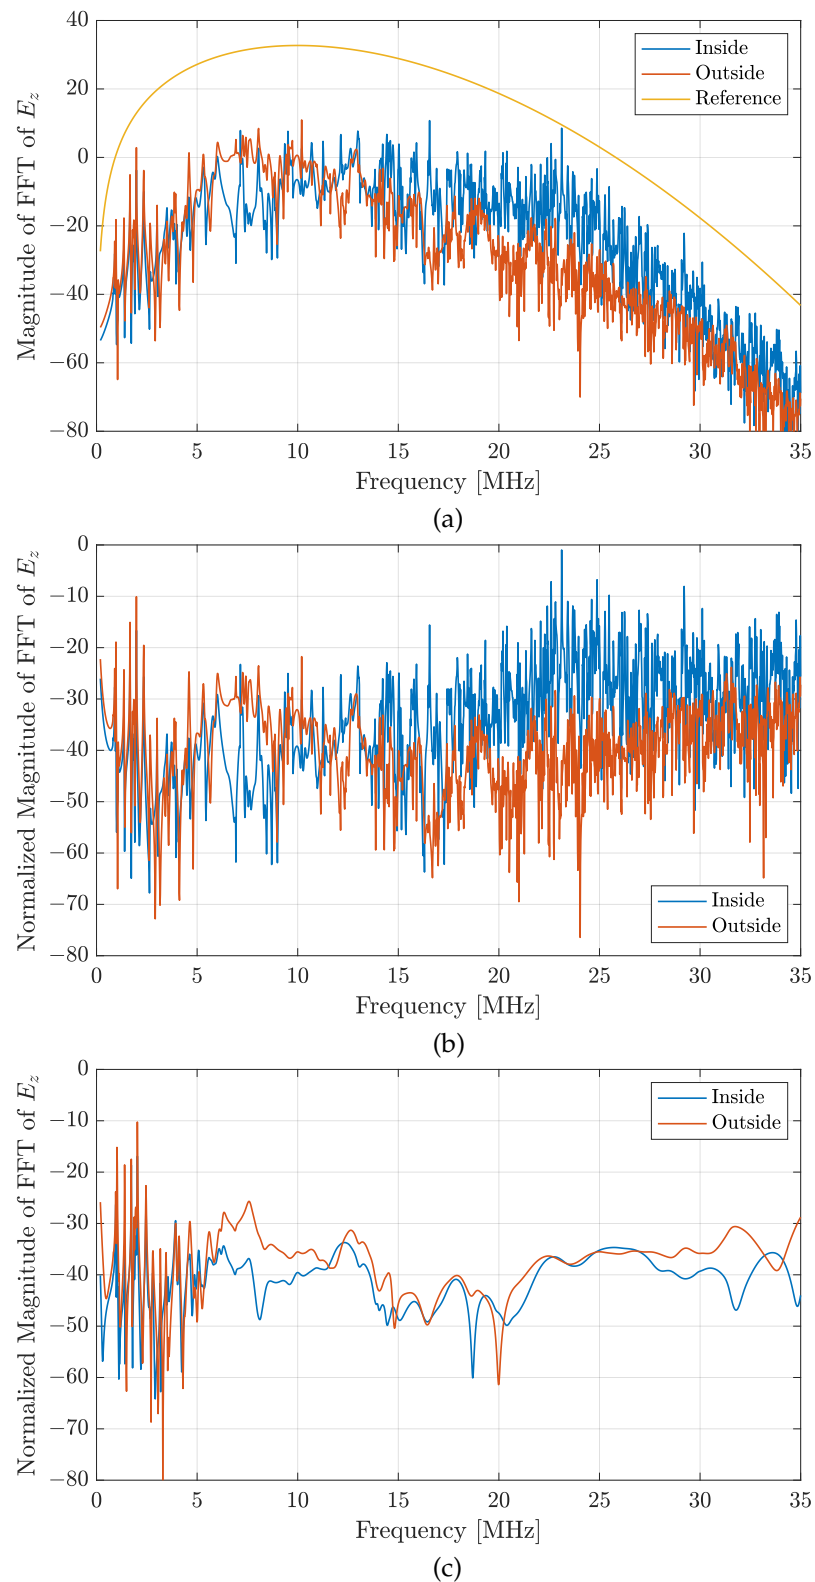 40
20
0
−20
−40
−60
−80
Magnitude of FFT of E_z
Inside
Outside
Reference
0 5 10 15 20 25 30 35
Frequency [MHz]
(a)
0
−10
−20
−30
−40
−50
−60
−70
−80
Normalized Magnitude of FFT of E_z
Inside
Outside
0 5 10 15 20 25 30 35
Frequency [MHz]
(b)
0
−10
−20
−30
−40
−50
−60
−70
−80
Normalized Magnitude of FFT of E_z
Inside
Outside
0 5 10 15 20 25 30 35
Frequency [MHz]
(c)